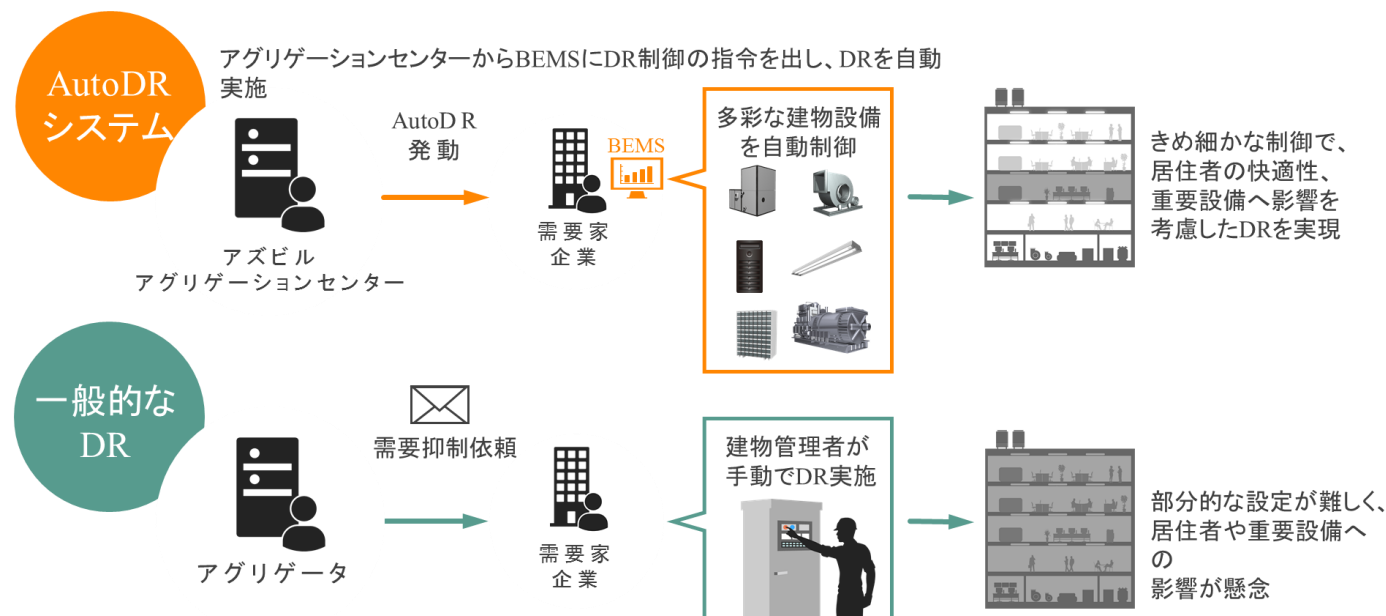 AutoDR
システム
アグリゲーションセンターからBEMSにDR制御の指令を出し、DRを自動
実施
アズビル
アグリゲーションセンター
AutoDR
発動
BEMS
需要家
企業
多彩な建物設備
を自動制御
きめ細かな制御で、
居住者の快適性、
重要設備へ影響を
考慮したDRを実現
一般的な
DR
アグリゲータ
需要抑制依頼
需要家
企業
建物管理者が
手動でDR実施
部分的な設定が難しく、
居住者や重要設備へ
の
影響が懸念